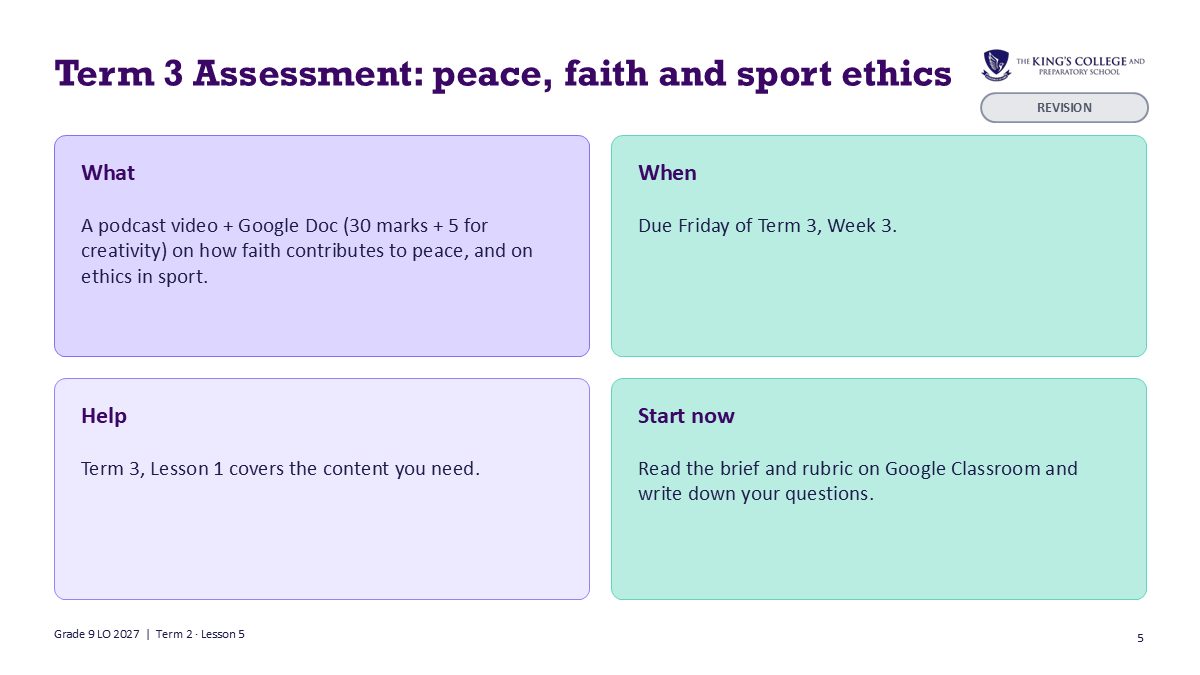 Term 3 Assessment: peace, faith and sport ethics
THE KING'S COLLEGE AND
PREPARATORY SCHOOL
REVISION
What
A podcast video + Google Doc (30 marks + 5 for
creativity) on how faith contributes to peace, and on
ethics in sport.
When
Due Friday of Term 3, Week 3.
Help
Term 3, Lesson 1 covers the content you need.
Start now
Read the brief and rubric on Google Classroom and
write down your questions.
Grade 9 LO 2027 | Term 2 · Lesson 5
5